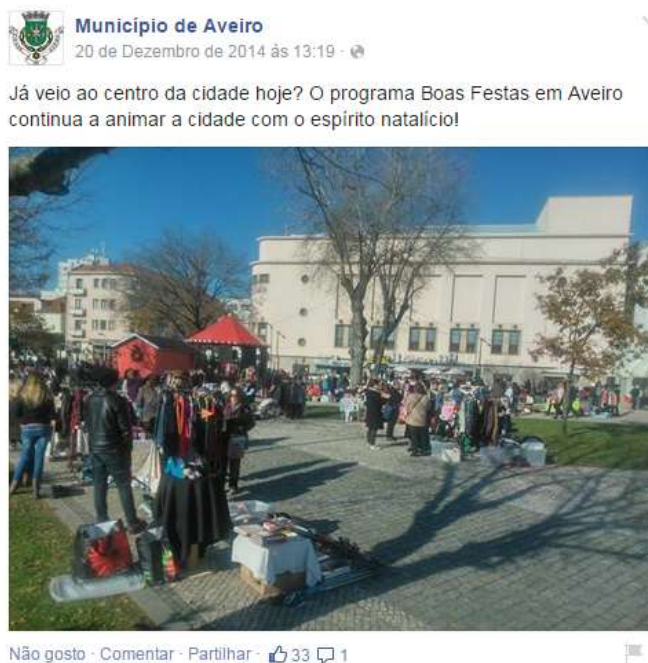 Município de Aveiro
20 de Dezembro de 2014 às 13:19 ·
Já veio ao centro da cidade hoje? O programa Boas Festas em Aveiro
continua a animar a cidade com o espírito natalício!
Não gosto · Comentar · Partilhar · 33 1